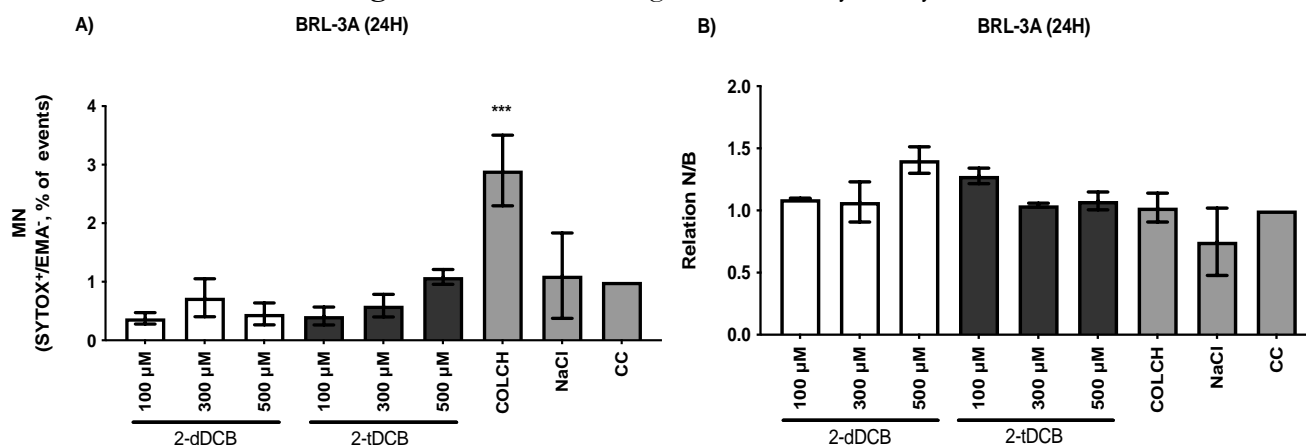 A)
BRL-3A (24H)
MN
(SYTOX+/EMA-, % of events)
4
3
2
1
0
***
100 µM
300 µM
500 µM
100 µM
300 µM
500 µM
COLCH
NaCl
CC
2-dDCB
2-tDCB
B)
BRL-3A (24H)
Relation N/B
2.0
1.5
1.0
0.5
0.0
100 µM
300 µM
500 µM
100 µM
300 µM
500 µM
COLCH
NaCl
CC
2-dDCB
2-tDCB